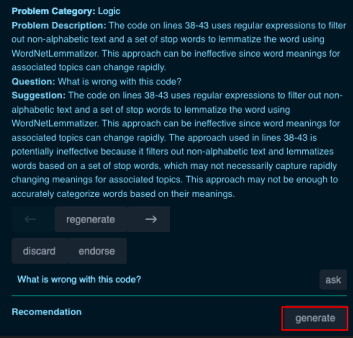 Problem Category: Logic
Problem Description: The code on lines 38-43 uses regular expressions to filter
out non-alphabetic text and a set of stop words to lemmatize the word using
WordNetLemmatizer. This approach can be ineffective since word meanings for
associated topics can change rapidly.
Question: What is wrong with this code?
Suggestion: The code on lines 38-43 uses regular expressions to filter out non-
alphabetic text and a set of stop words to lemmatize the word using
WordNetLemmatizer. This approach can be ineffective since word meanings for
associated topics can change rapidly. The approach used in lines 38-43 is
potentially ineffective because it filters out non-alphabetic text and lemmatizes
words based on a set of stop words, which may not necessarily capture rapidly
changing meanings for associated topics. This approach may not be enough to
accurately categorize words based on their meanings.
← regenerate →
discard endorse
What is wrong with this code? ask
Recomendation
generate